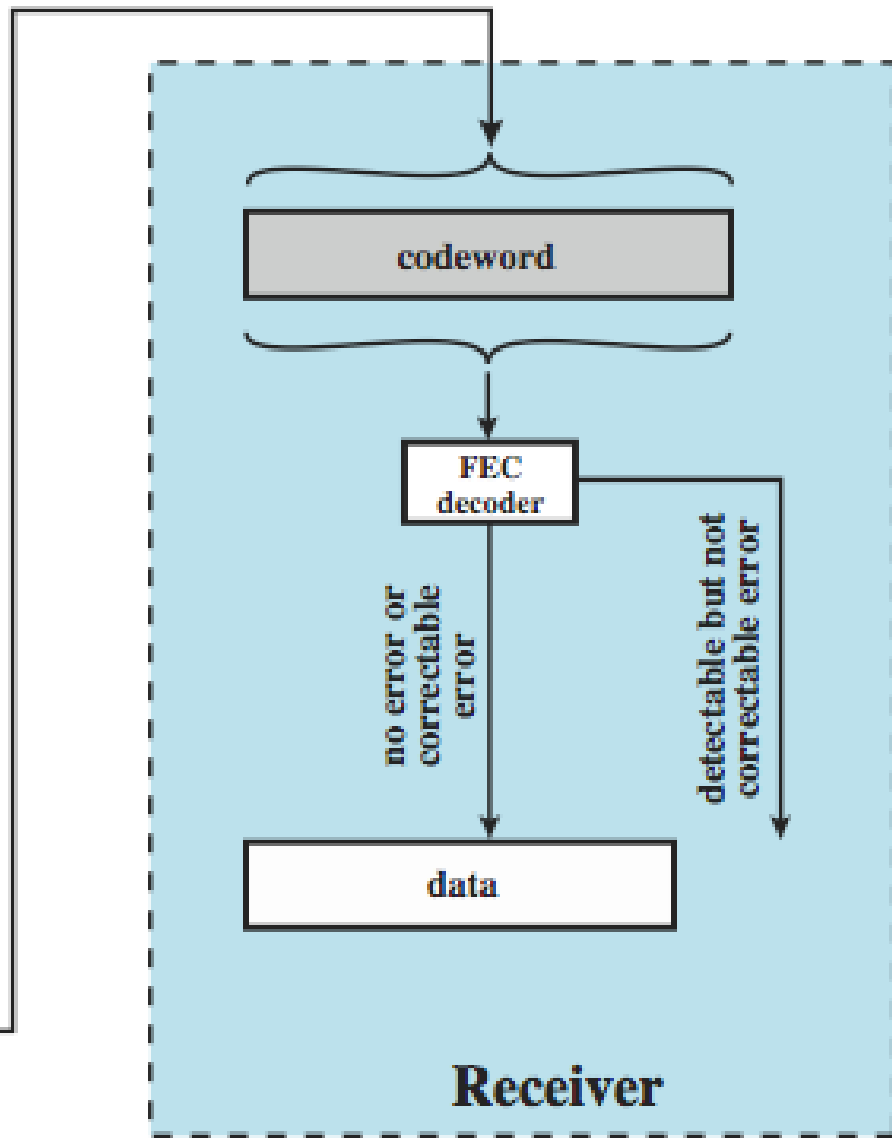 codeword
FEC
decoder
no error or
correctable
error
detectable but not
correctable error
data
Receiver